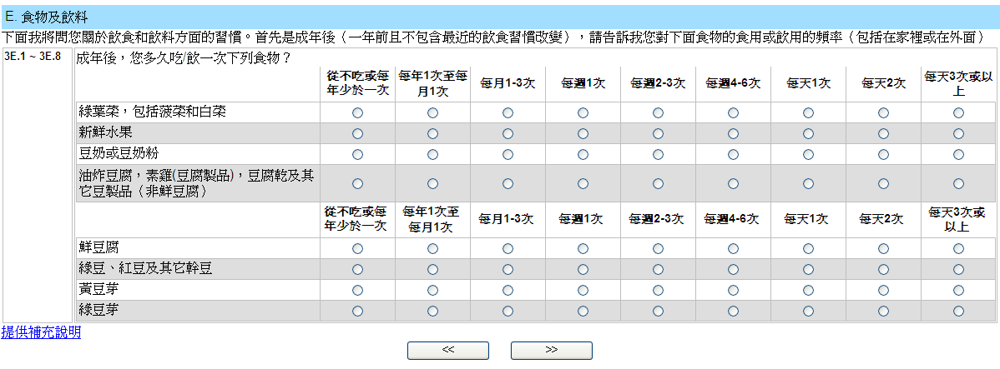 E. 食物及飲料
下面我將問您關於飲食和飲料方面的習慣。首先是成年後（一年前且不包含最近的飲食習慣改變），請告訴我您對下面食物的食用或飲用的頻率（包括在家裡或在外面）
3E.1 ~ 3E.8
成年後，您多久吃/飲一次下列食物？
從不吃或每年少於一次 每年1次至每月1次 每月1-3次 每週1次 每週2-3次 每週4-6次 每天1次 每天2次 每天3次或以上
綠葉菜，包括菠菜和白菜
新鮮水果
豆奶或豆奶粉
油炸豆腐，素雞(豆腐製品)，豆腐乾及其
它豆製品（非鮮豆腐）
從不吃或每年少於一次 每年1次至每月1次 每月1-3次 每週1次 每週2-3次 每週4-6次 每天1次 每天2次 每天3次或以上
鮮豆腐
綠豆、紅豆及其它幹豆
黃豆芽
綠豆芽
提供補充說明
<< >>